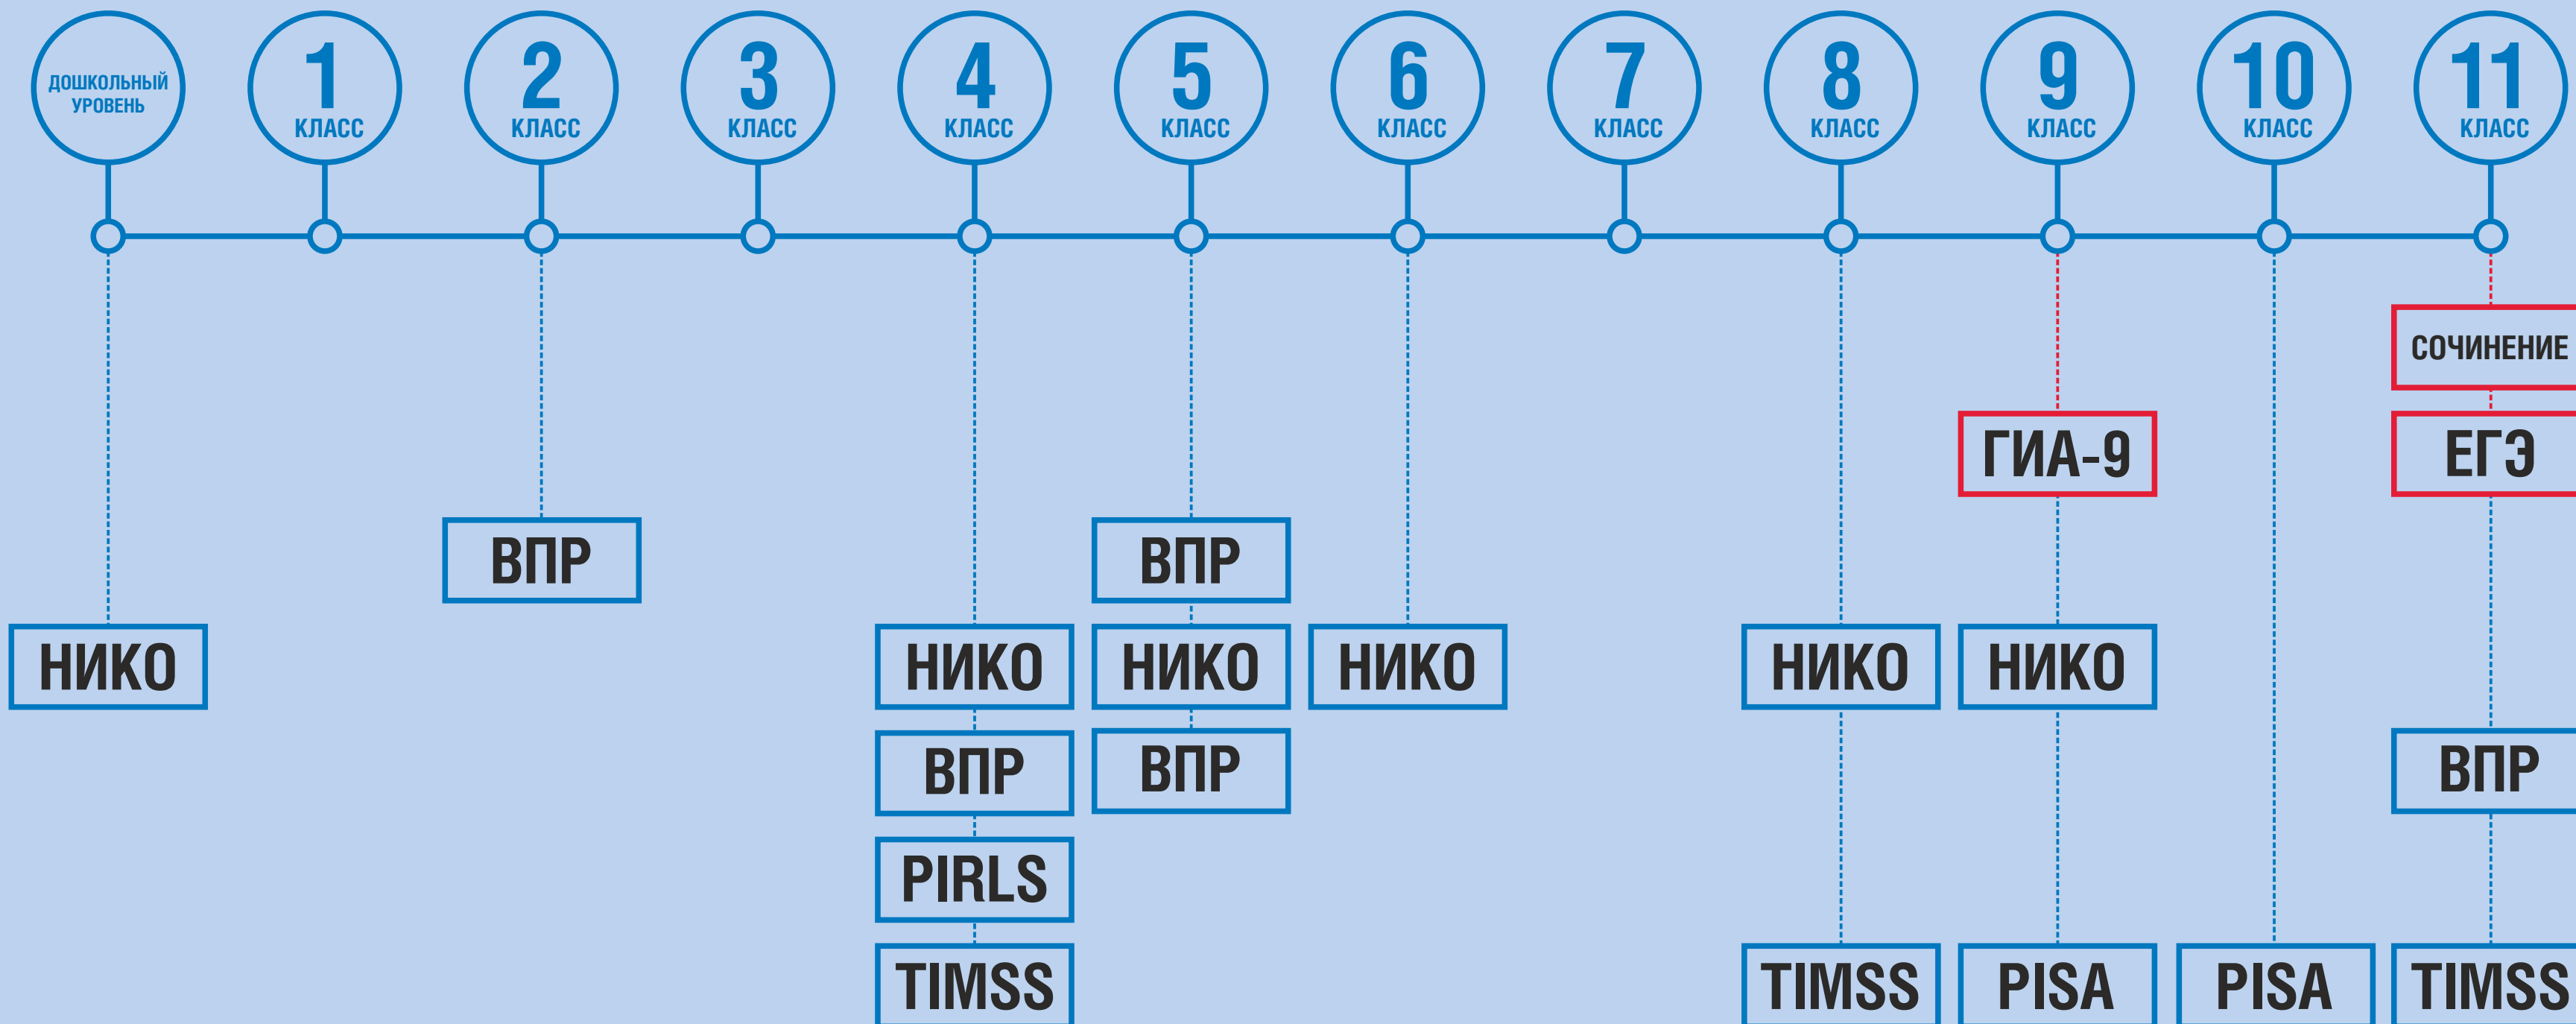 ДОШКОЛЬНЫЙ
УРОВЕНЬ
1
КЛАСС
2
КЛАСС
3
КЛАСС
4
КЛАСС
5
КЛАСС
6
КЛАСС
7
КЛАСС
8
КЛАСС
9
КЛАСС
10
КЛАСС
11
КЛАСС
СОЧИНЕНИЕ
ГИА-9
ЕГЭ
ВПР
ВПР
НИКО
НИКО
НИКО
НИКО
НИКО
НИКО
ВПР
ВПР
ВПР
PIRLS
TIMSS
TIMSS
PISA
PISA
TIMSS